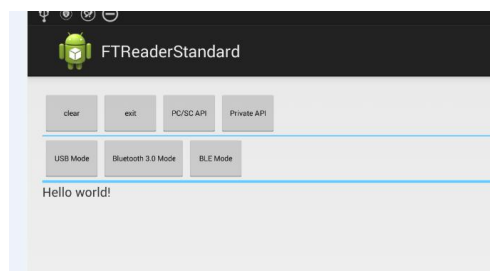 FTReaderStandard
clear exit PC/SC API Private API
USB Mode Bluetooth 3.0 Mode BLE Mode
Hello world!